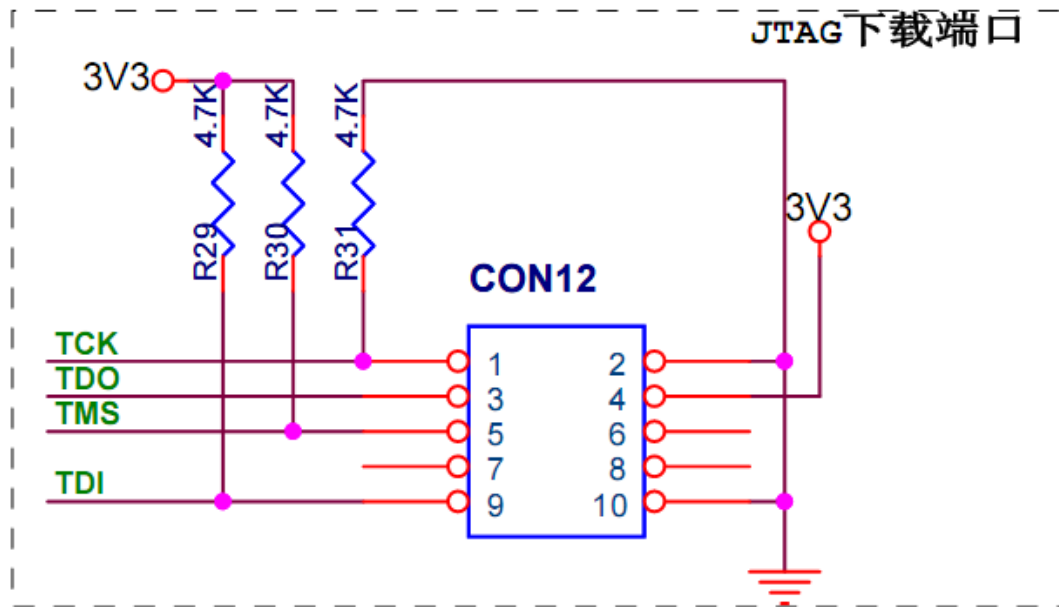 JTAG下载端口
3V3
4.7K
4.7K
4.7K
R29
R30
R31
3V3
CON12
TCK
TDO
TMS
TDI
1
2
3
4
5
6
7
8
9
10